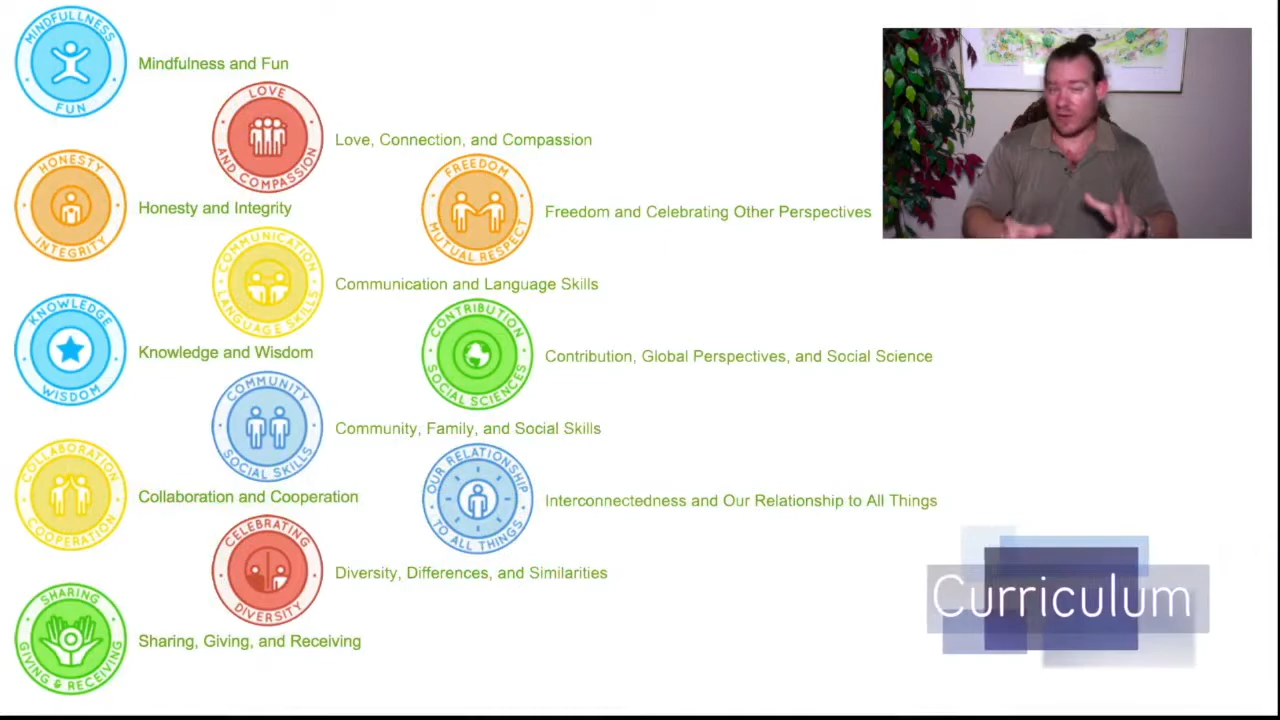 MINDFULLNESS
FUN
Mindfulness and Fun
LOVE
AND COMPASSION
Love, Connection, and Compassion
HONESTY
INTEGRITY
Honesty and Integrity
FREEDOM
MUTUAL RESPECT
Freedom and Celebrating Other Perspectives
COMMUNICATION
LANGUAGE SKILLS
Communication and Language Skills
KNOWLEDGE
WISDOM
Knowledge and Wisdom
CONTRIBUTION
SOCIAL SCIENCES
Contribution, Global Perspectives, and Social Science
COMMUNITY
SOCIAL SKILLS
Community, Family, and Social Skills
COLLABORATION
COOPERATION
Collaboration and Cooperation
OUR RELATIONSHIP
TO ALL THINGS
Interconnectedness and Our Relationship to All Things
CELEBRATING
DIVERSITY
Diversity, Differences, and Similarities
SHARING
GIVING & RECEIVING
Sharing, Giving, and Receiving
Curriculum